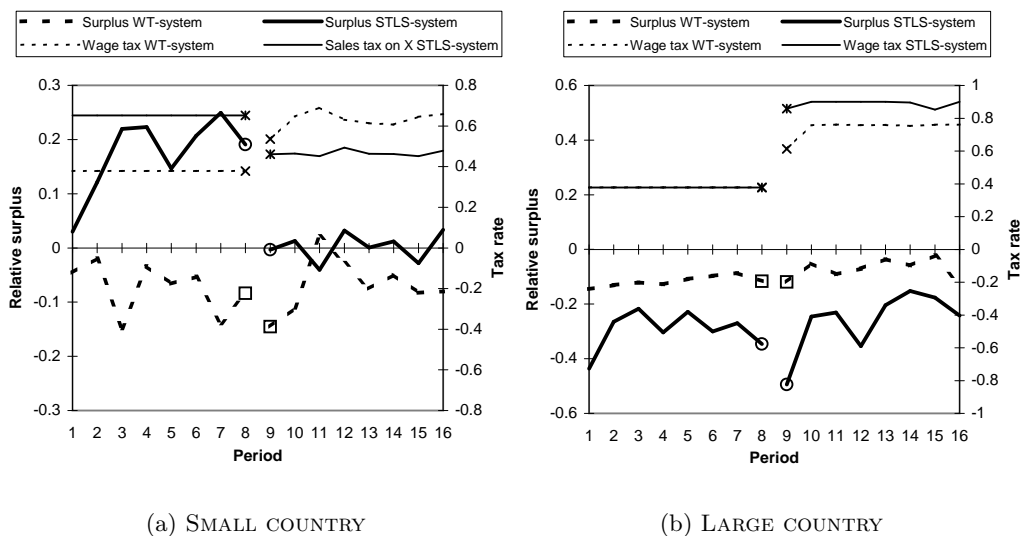 Surplus WT-system Surplus STLS-system
Wage tax WT-system Sales tax on X STLS-system
0.3 0.8
0.2 0.6
0.1 0.4
0.2
0 0
-0.1 -0.2
-0.2 -0.4
-0.6
-0.3 -0.8
Relative surplus
Tax rate
1 2 3 4 5 6 7 8 9 10 11 12 13 14 15 16
Period
(a) SMALL COUNTRY
Surplus WT-system Surplus STLS-system
Wage tax WT-system Wage tax STLS-system
0.6 1
0.8
0.4 0.6
0.2 0.4
0.2
0 0
-0.2
-0.2 -0.4
-0.4 -0.6
-0.8
-0.6 -1
Relative surplus
Tax rate
1 2 3 4 5 6 7 8 9 10 11 12 13 14 15 16
Period
(b) LARGE COUNTRY